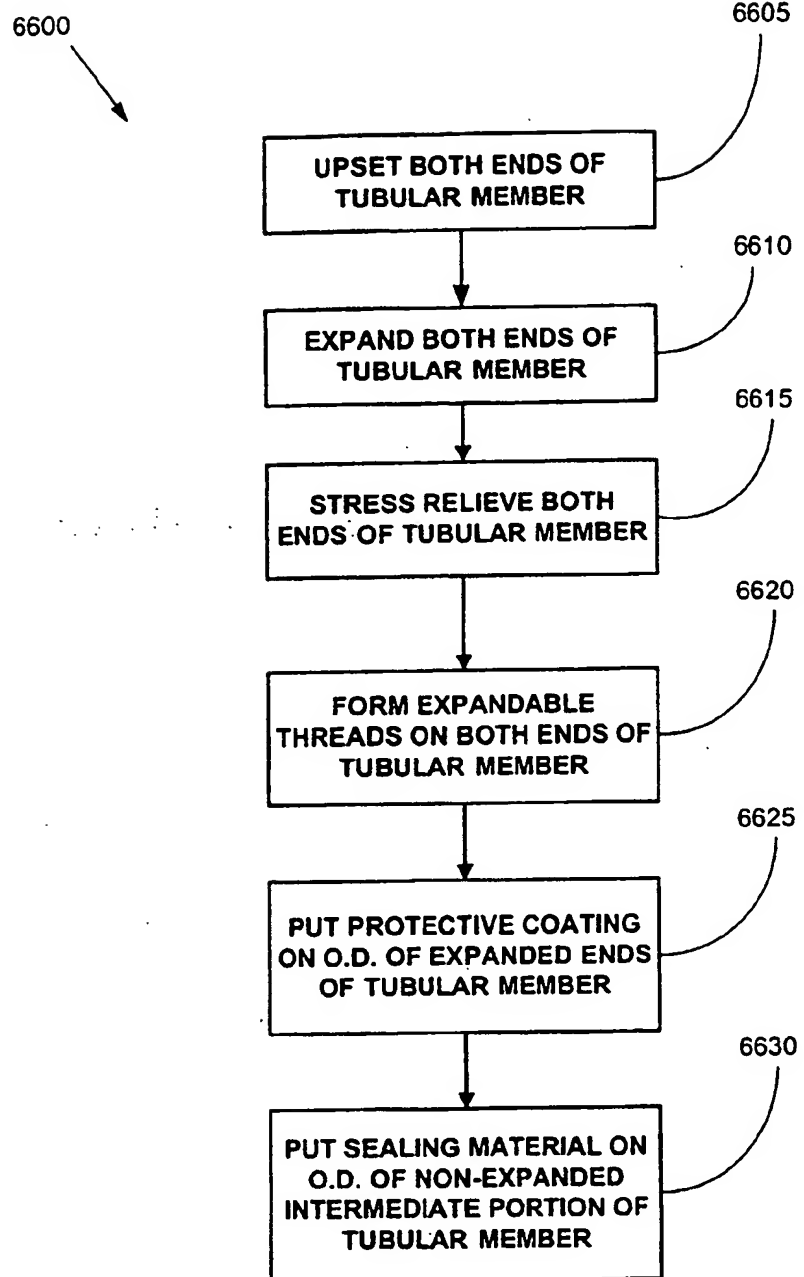 6600
6605
UPSET BOTH ENDS OF
TUBULAR MEMBER
6610
EXPAND BOTH ENDS OF
TUBULAR MEMBER
6615
STRESS RELIEVE BOTH
ENDS OF TUBULAR MEMBER
6620
FORM EXPANDABLE
THREADS ON BOTH ENDS OF
TUBULAR MEMBER
6625
PUT PROTECTIVE COATING
ON O.D. OF EXPANDED ENDS
OF TUBULAR MEMBER
6630
PUT SEALING MATERIAL ON
O.D. OF NON-EXPANDED
INTERMEDIATE PORTION OF
TUBULAR MEMBER